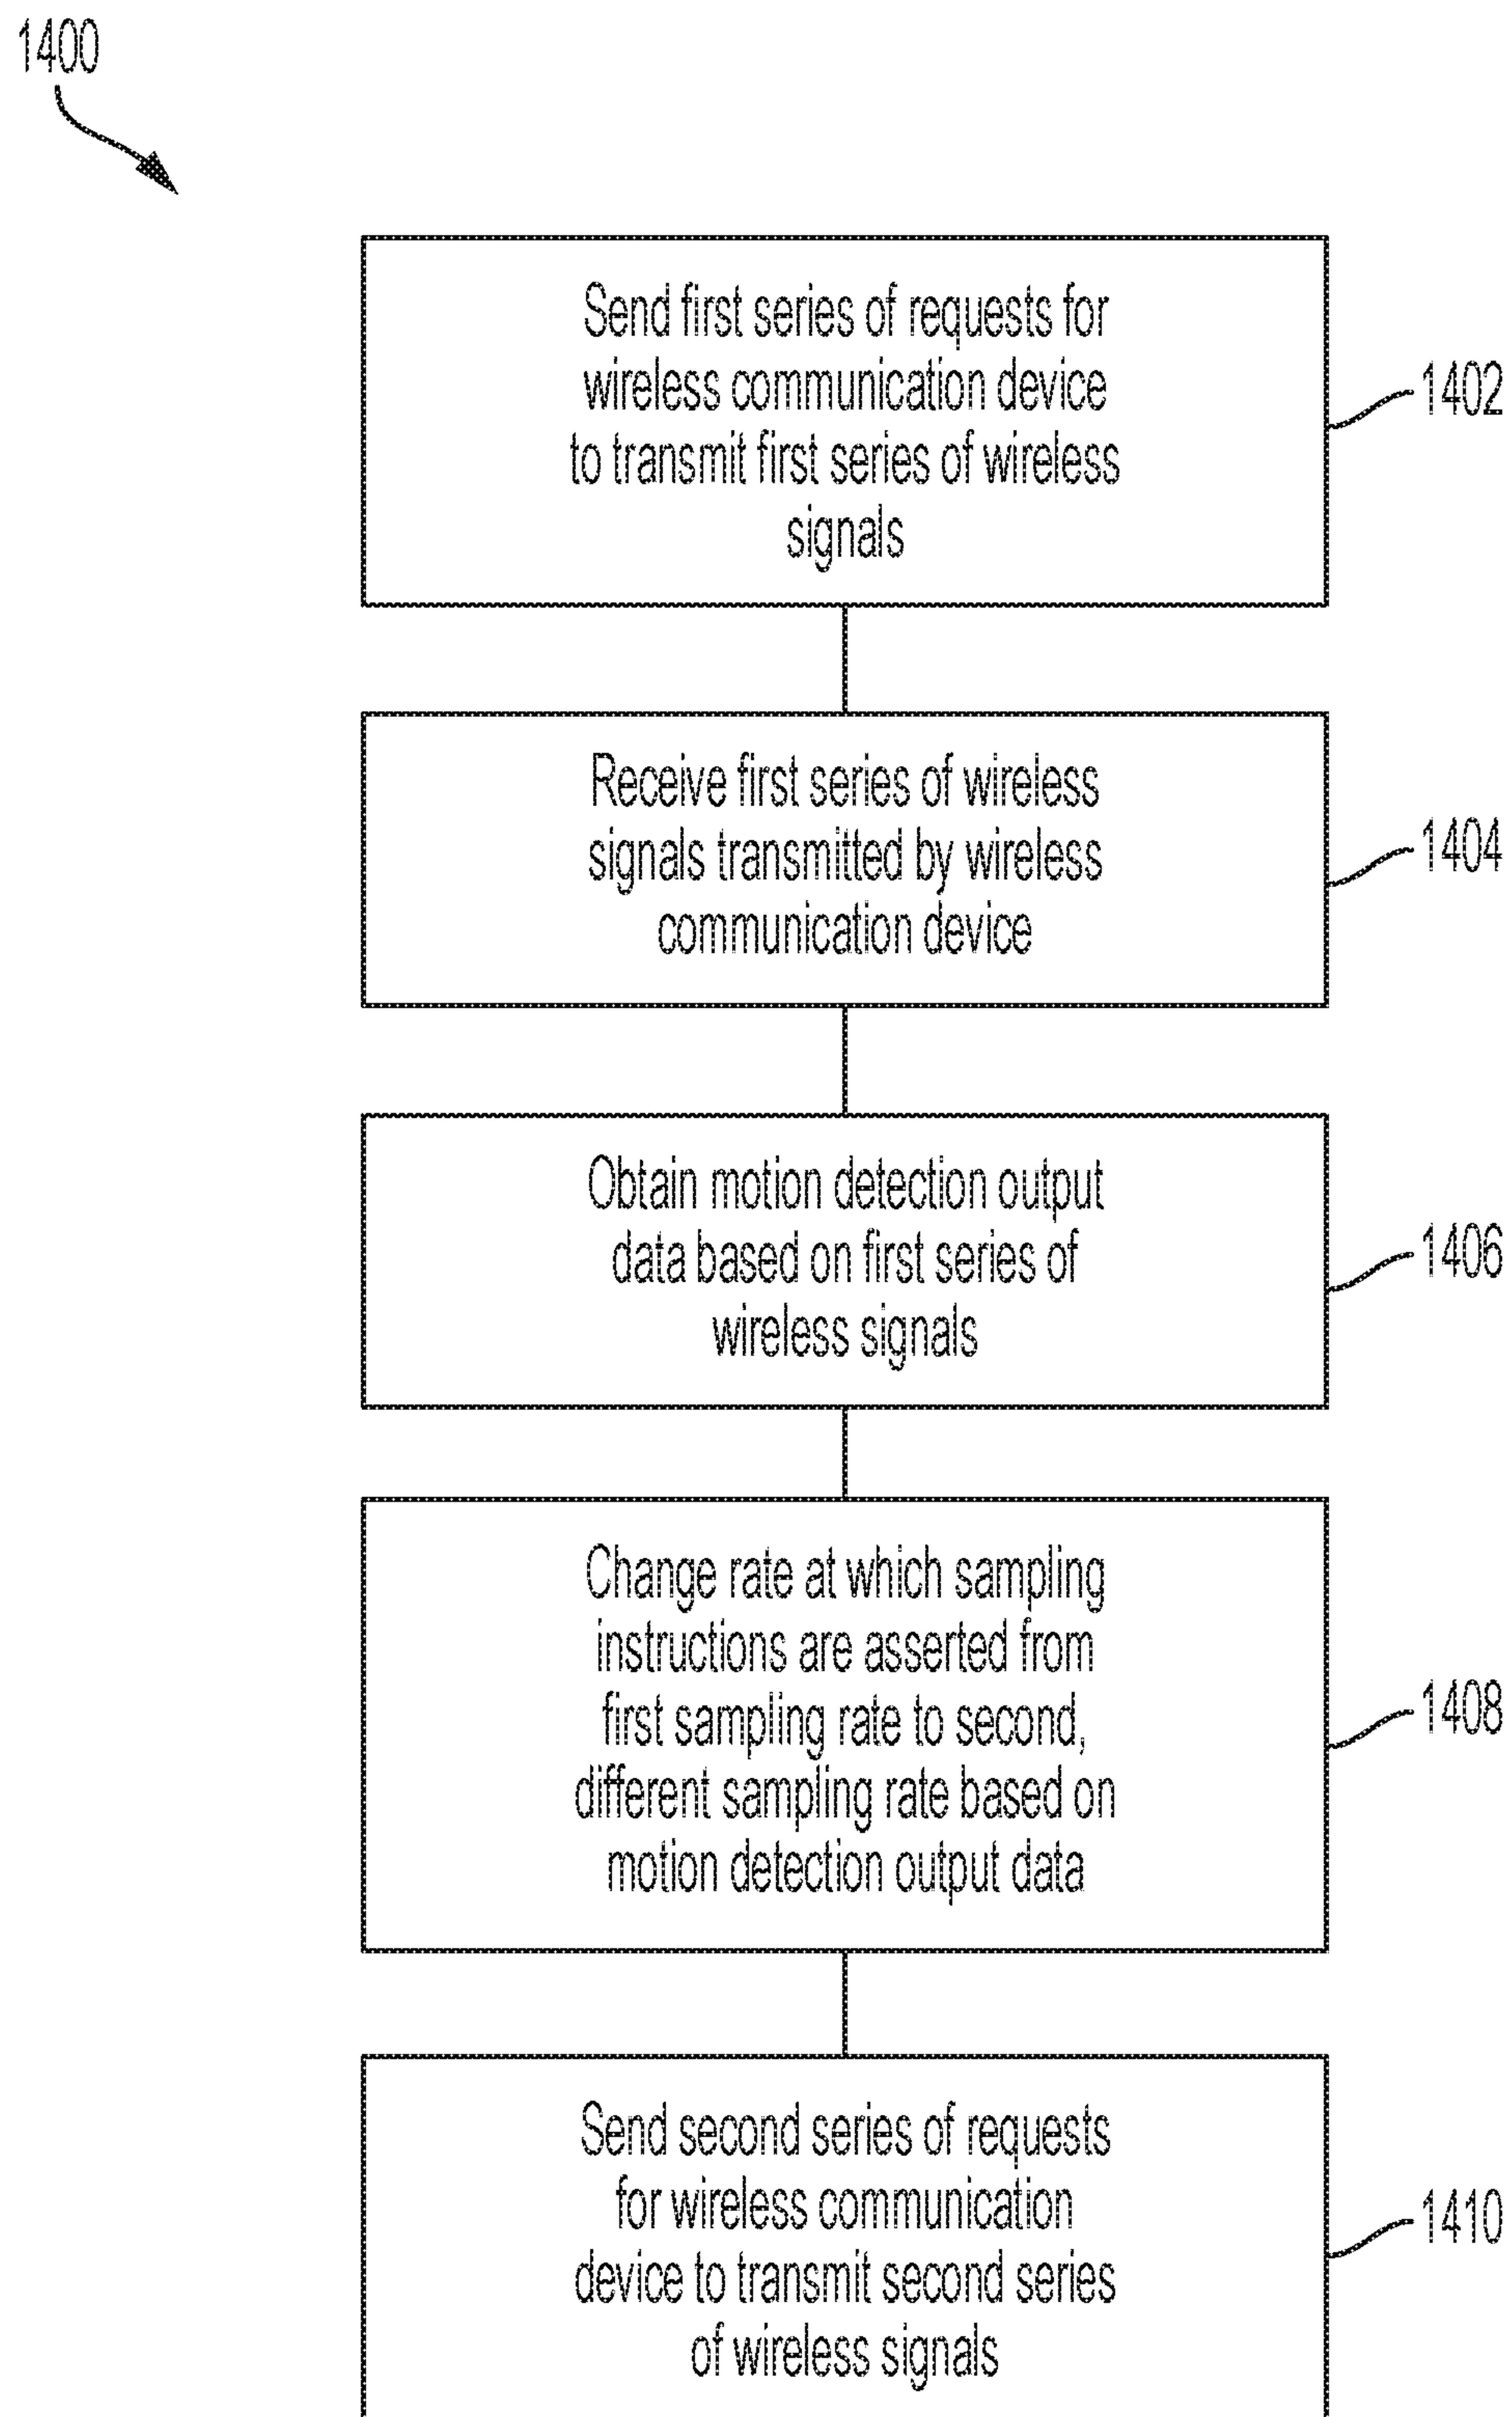 1400
Send first series of requests for
wireless communication device
to transmit first series of wireless
signals
1402
Receive first series of wireless
signals transmitted by wireless
communication device
1404
Obtain motion detection output
data based on first series of
wireless signals
1406
Change rate at which sampling
instructions are asserted from
first sampling rate to second,
different sampling rate based on
motion detection output data
1408
Send second series of requests
for wireless communication
device to transmit second series
of wireless signals
1410